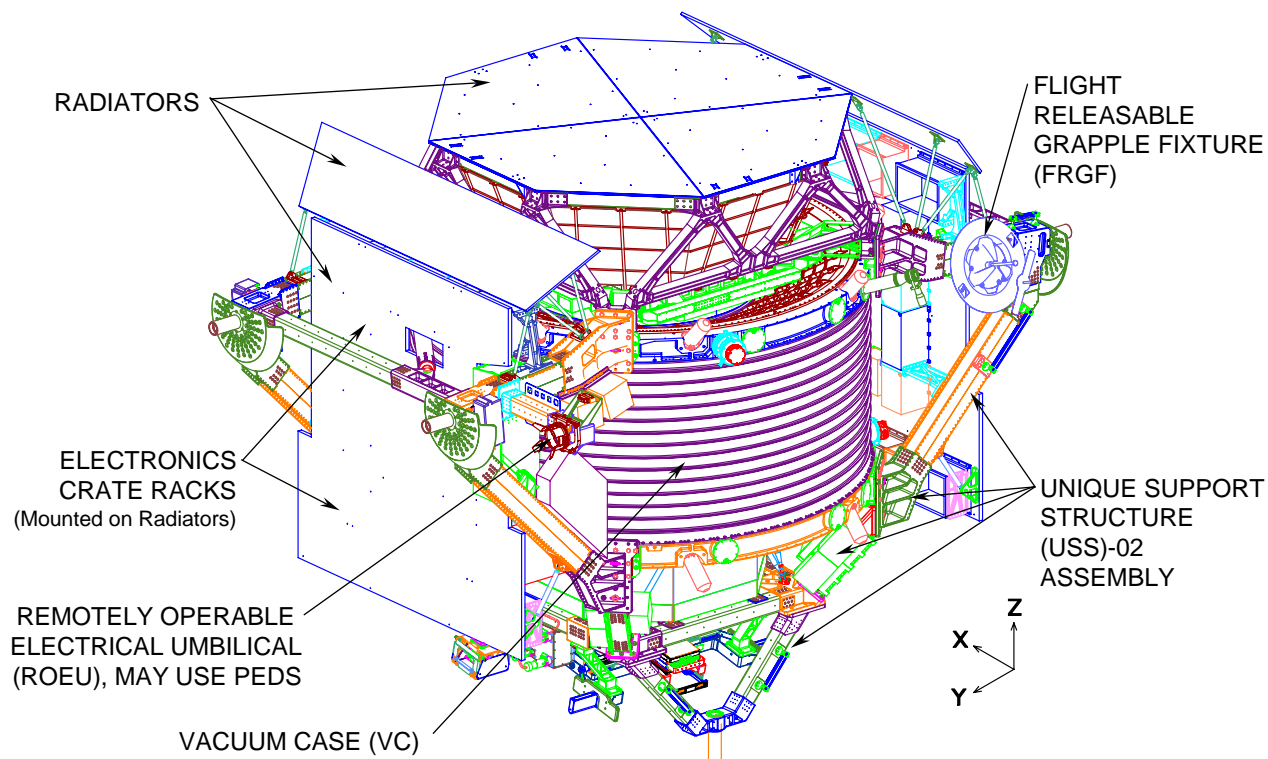 RADIATORS
FLIGHT
RELEASABLE
GRAPPLE FIXTURE
(FRGF)
ELECTRONICS
CRATE RACKS
(Mounted on Radiators)
UNIQUE SUPPORT
STRUCTURE
(USS)-02
ASSEMBLY
REMOTELY OPERABLE
ELECTRICAL UMBILICAL
(ROEU), MAY USE PEDS
VACUUM CASE (VC)
Z
X
Y